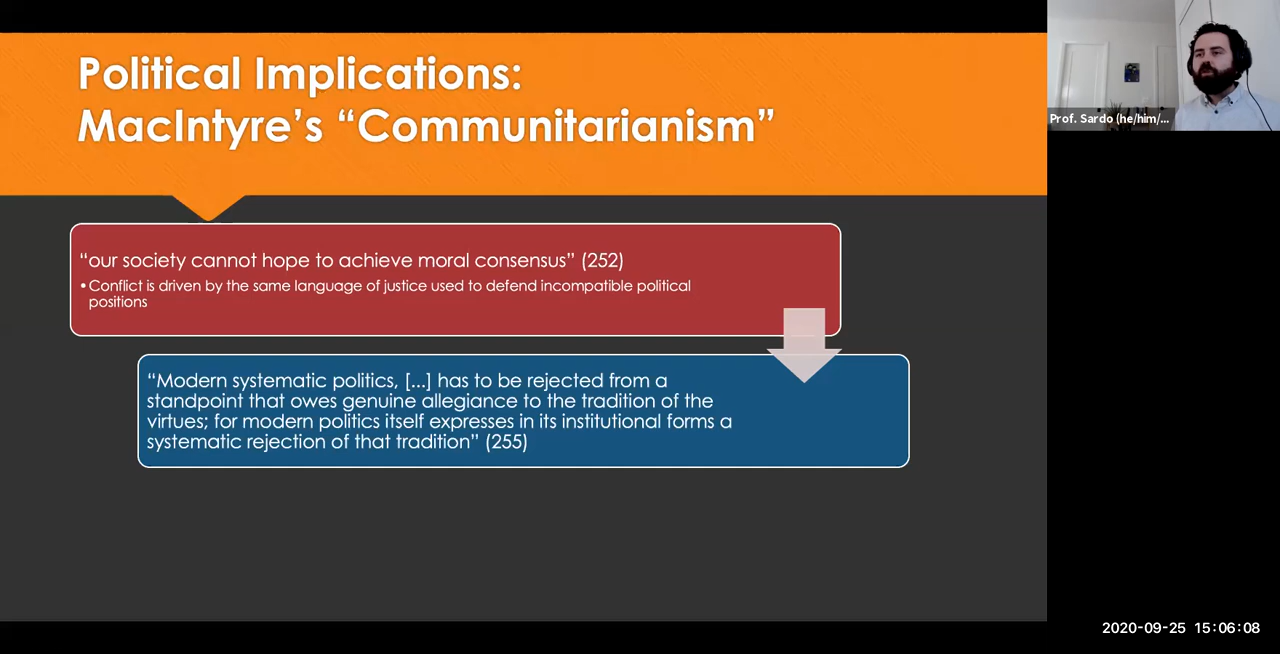 Political Implications:
MacIntyre’s “Communitarianism”
Prof. Sardo (he/him/...
“our society cannot hope to achieve moral consensus” (252)
•Conflict is driven by the same language of justice used to defend incompatible political
positions
“Modern systematic politics, [...] has to be rejected from a
standpoint that owes genuine allegiance to the tradition of the
virtues; for modern politics itself expresses in its institutional forms a
systematic rejection of that tradition” (255)
2020-09-25 15:06:08